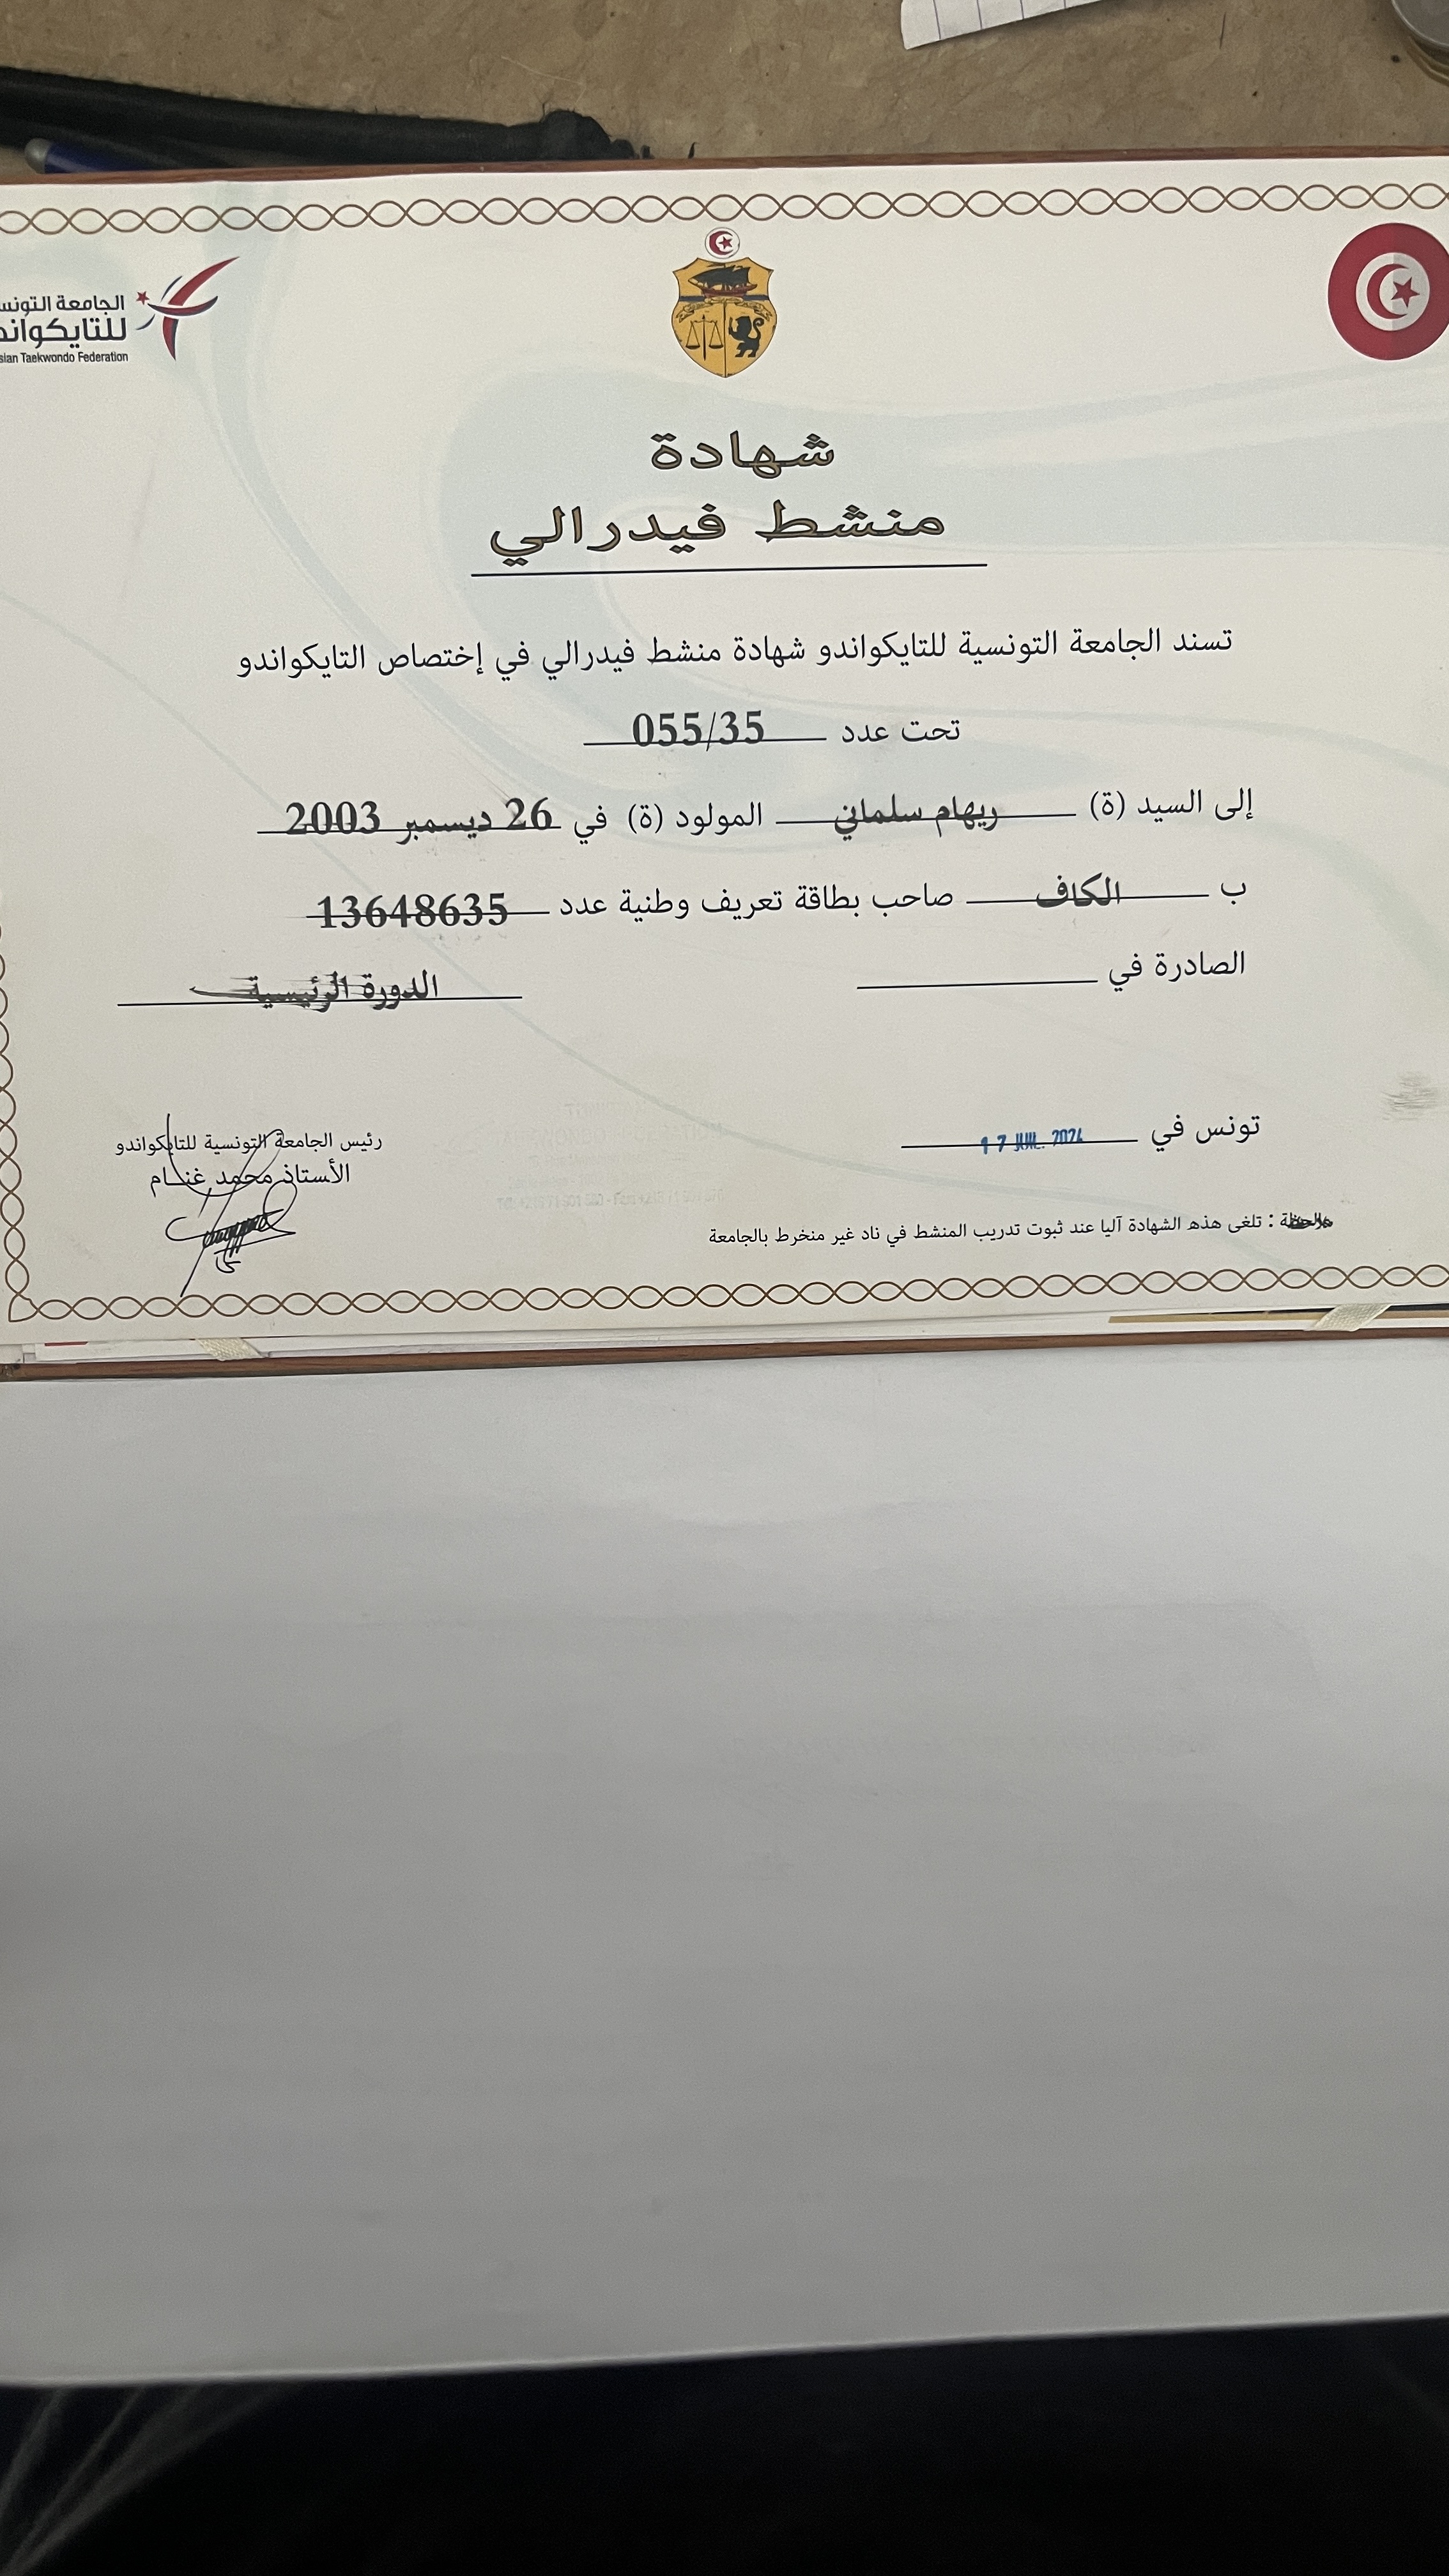 الجامعة التونس
للتايكواند
sian Taekwondo Federation
شهادة
منشط فيدرالي
تسند الجامعة التونسية للتايكواندو شهادة منشط فيدرالي في إختصاص التايكواندو
تحت عدد 055/35
إلى السيد (ة) ريهام سلماني المولود (ة) في 26 ديسمبر 2003
ب الكاف صاحب بطاقة تعريف وطنية عدد 13648635
الصادرة في الدورة الرئيسية
تونس في 17 JUIL. 2024
رئيس الجامعة التونسية للتايكواندو
الأستاذ محمد غنام
ملاحظة : تلغى هذه الشهادة آليا عند ثبوت تدريب المنشط في ناد غير منخرط بالجامعة